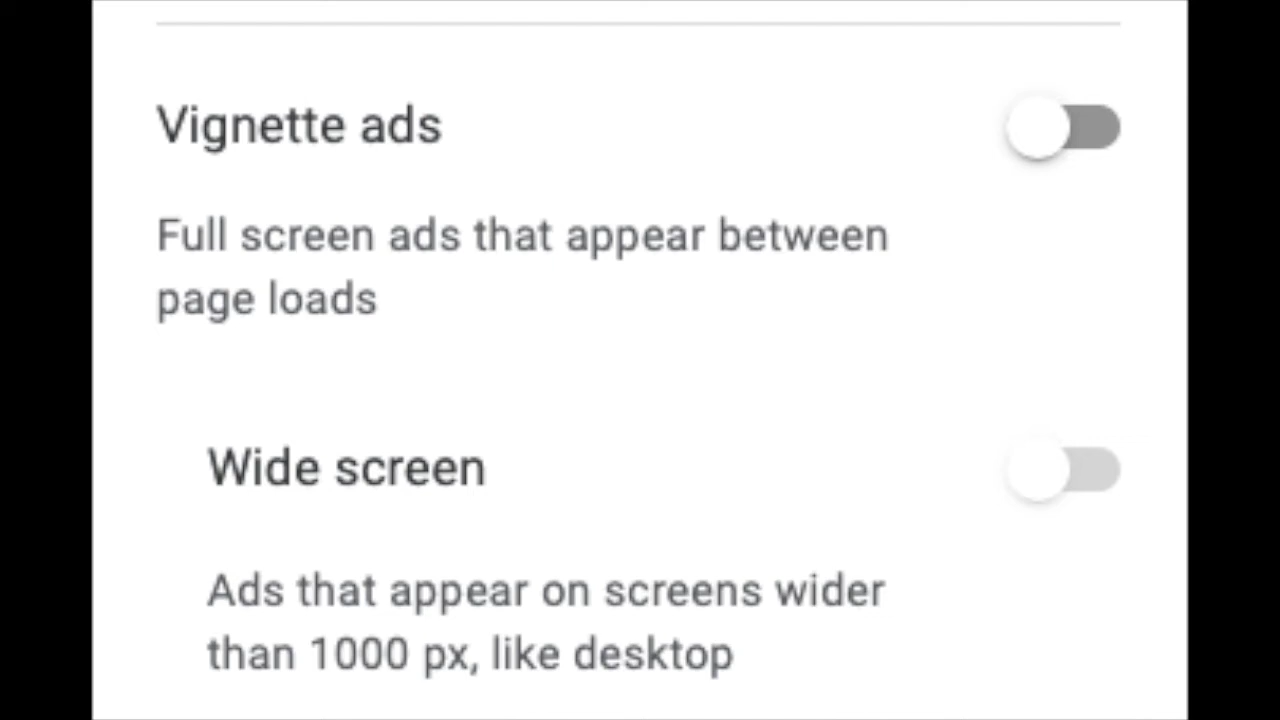 Vignette ads
Full screen ads that appear between
page loads
Wide screen
Ads that appear on screens wider
than 1000 px, like desktop